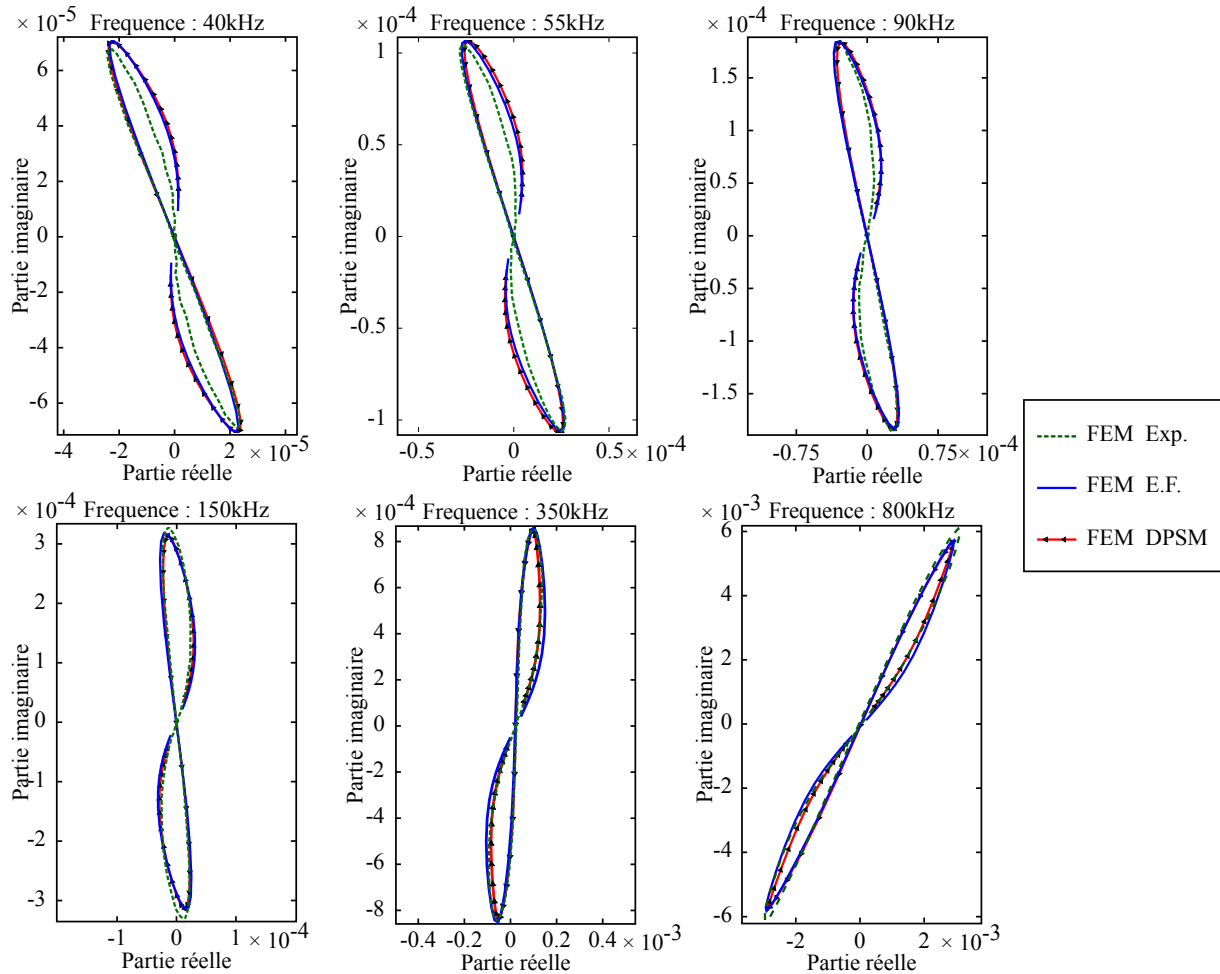 × 10⁻⁵ Frequence : 40kHz
6
4
2
0
-2
-4
-6
Partie imaginaire
-4 -2 0 2 × 10⁻⁵
Partie réelle
× 10⁻⁴ Frequence : 55kHz
1
0.5
0
-0.5
-1
Partie imaginaire
-0.5 0 0.5 × 10⁻⁴
Partie réelle
× 10⁻⁴ Frequence : 90kHz
1.5
1
0.5
0
-0.5
-1
-1.5
Partie imaginaire
-0.75 0 0.75 × 10⁻⁴
Partie réelle
FEM Exp.
FEM E.F.
FEM DPSM
× 10⁻⁴ Frequence : 150kHz
3
2
1
0
-1
-2
-3
Partie imaginaire
-1 0 1 × 10⁻⁴
Partie réelle
× 10⁻⁴ Frequence : 350kHz
8
6
4
2
0
-2
-4
-6
-8
Partie imaginaire
-0.4 -0.2 0 0.2 0.4 × 10⁻³
Partie réelle
× 10⁻³ Frequence : 800kHz
6
4
2
0
-2
-4
-6
Partie imaginaire
-2 0 2 × 10⁻³
Partie réelle